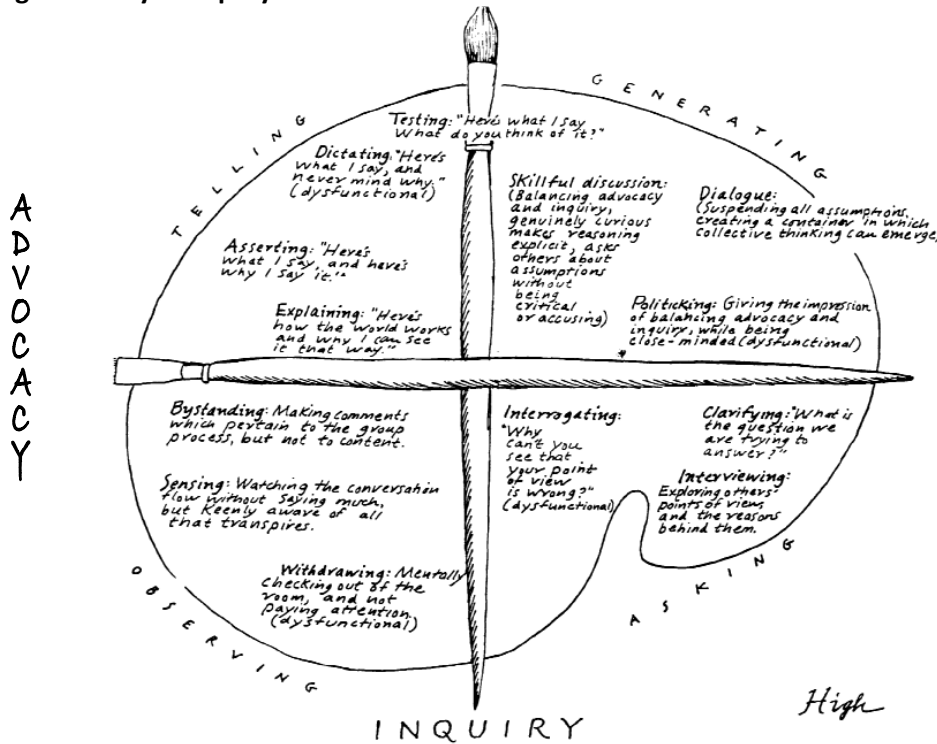 GENERATING
TELLING
ADVOCACY
Testing: "Here's what I say
What do you think of it?"
Dictating: "Here's
what I say, and
never mind why."
(dysfunctional)
Asserting: "Here's
what I say, and here's
why I say it."
Explaining: "Here's
how the world works
and why I can see
it that way."
Skillful discussion:
(Balancing advocacy
and inquiry,
genuinely curious
makes reasoning
explicit, asks
others about
assumptions
without
being
critical
or accusing)
Dialogue:
(Suspending all assumptions,
creating a container in which
collective thinking can emerge,
Politicking: Giving the impression
of balancing advocacy and
inquiry, while being
close-minded (dysfunctional)
Bystanding: Making comments
which pertain to the group
process, but not to content.
Sensing: Watching the conversation
flow without saying much,
but keenly aware of all
that transpires.
Withdrawing: Mentally
checking out of the
room, and not
paying attention
(dysfunctional)
Interrogating:
"Why
can't you
see that
your point
of view
is wrong?"
(dysfunctional)
Clarifying: "What is
the question we
are trying to
answer?"
Interviewing:
Exploring others'
points of view
and the reasons
behind them.
OBSERVING
ASKING
High
INQUIRY